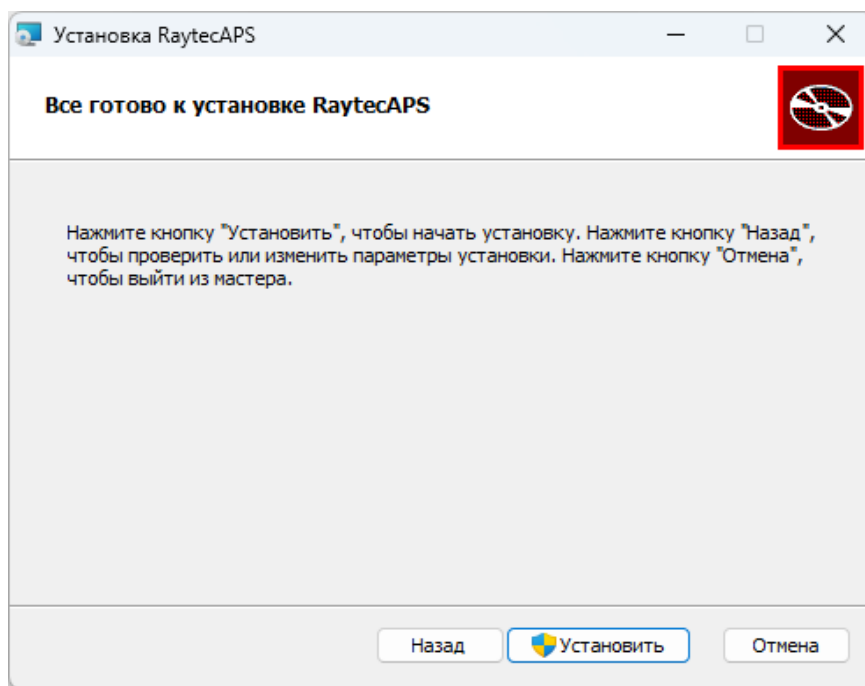 Установка RaytecAPS
Все готово к установке RaytecAPS
Нажмите кнопку "Установить", чтобы начать установку. Нажмите кнопку "Назад",
чтобы проверить или изменить параметры установки. Нажмите кнопку "Отмена",
чтобы выйти из мастера.
Назад
Установить
Отмена